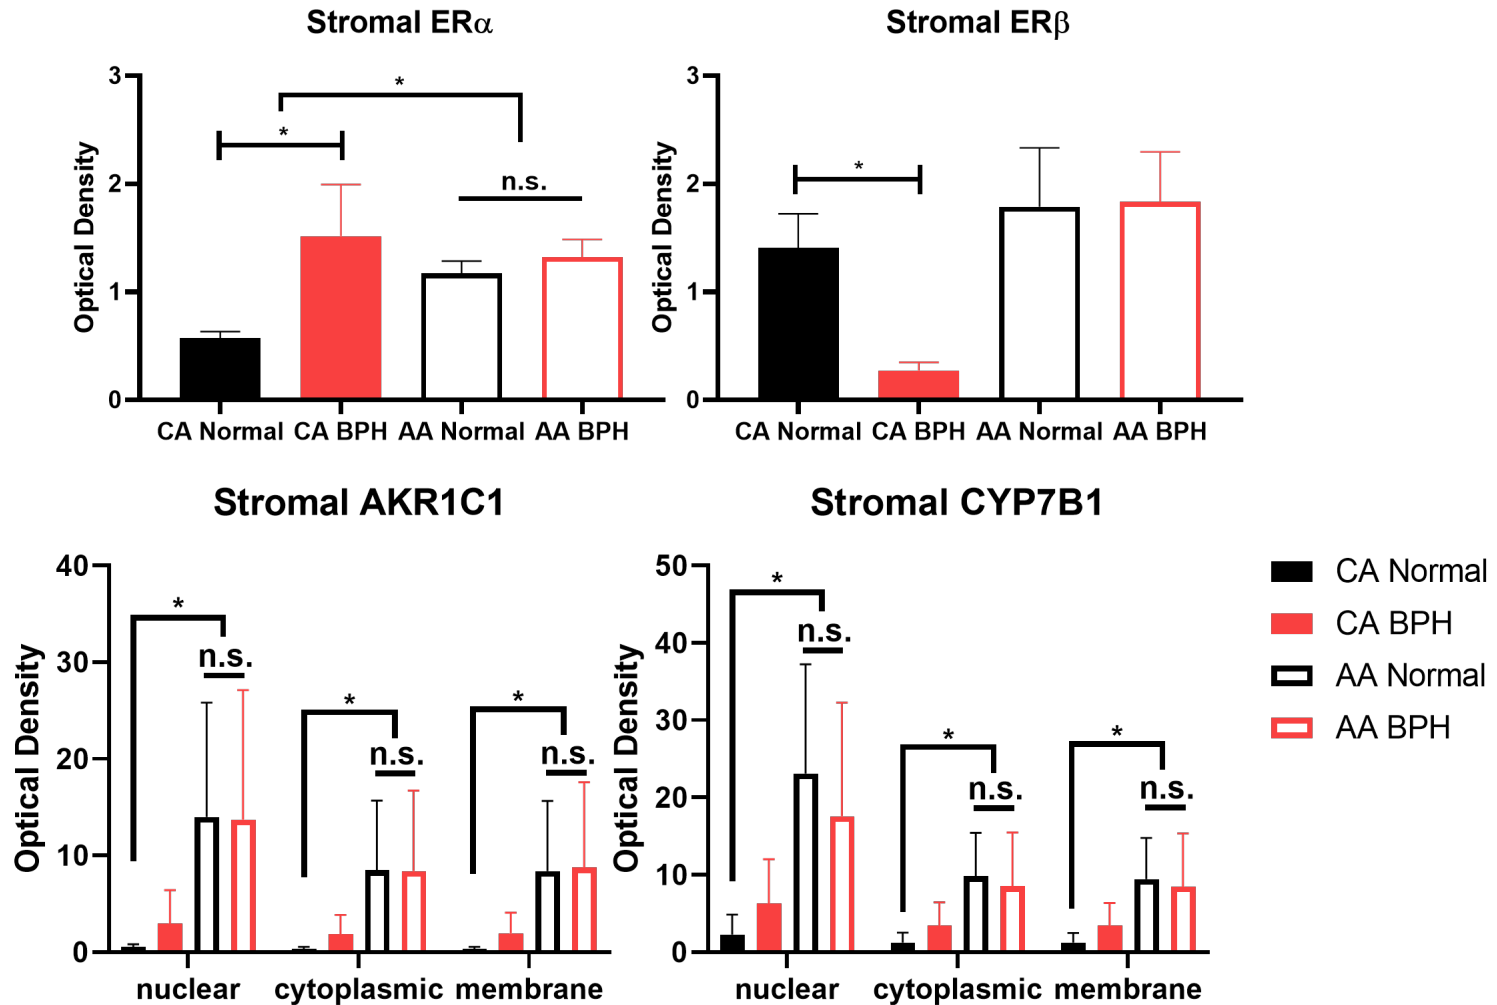 Stromal ERα
Optical Density
3
2
1
0
*
*
n.s.
CA Normal CA BPH AA Normal AA BPH
Stromal ERβ
Optical Density
3
2
1
0
*
CA Normal CA BPH AA Normal AA BPH
Stromal AKR1C1
Optical Density
40
30
20
10
0
*
n.s.
*
n.s.
*
n.s.
nuclear cytoplasmic membrane
Stromal CYP7B1
Optical Density
50
40
30
20
10
0
*
n.s.
*
n.s.
*
n.s.
nuclear cytoplasmic membrane
CA Normal
CA BPH
AA Normal
AA BPH